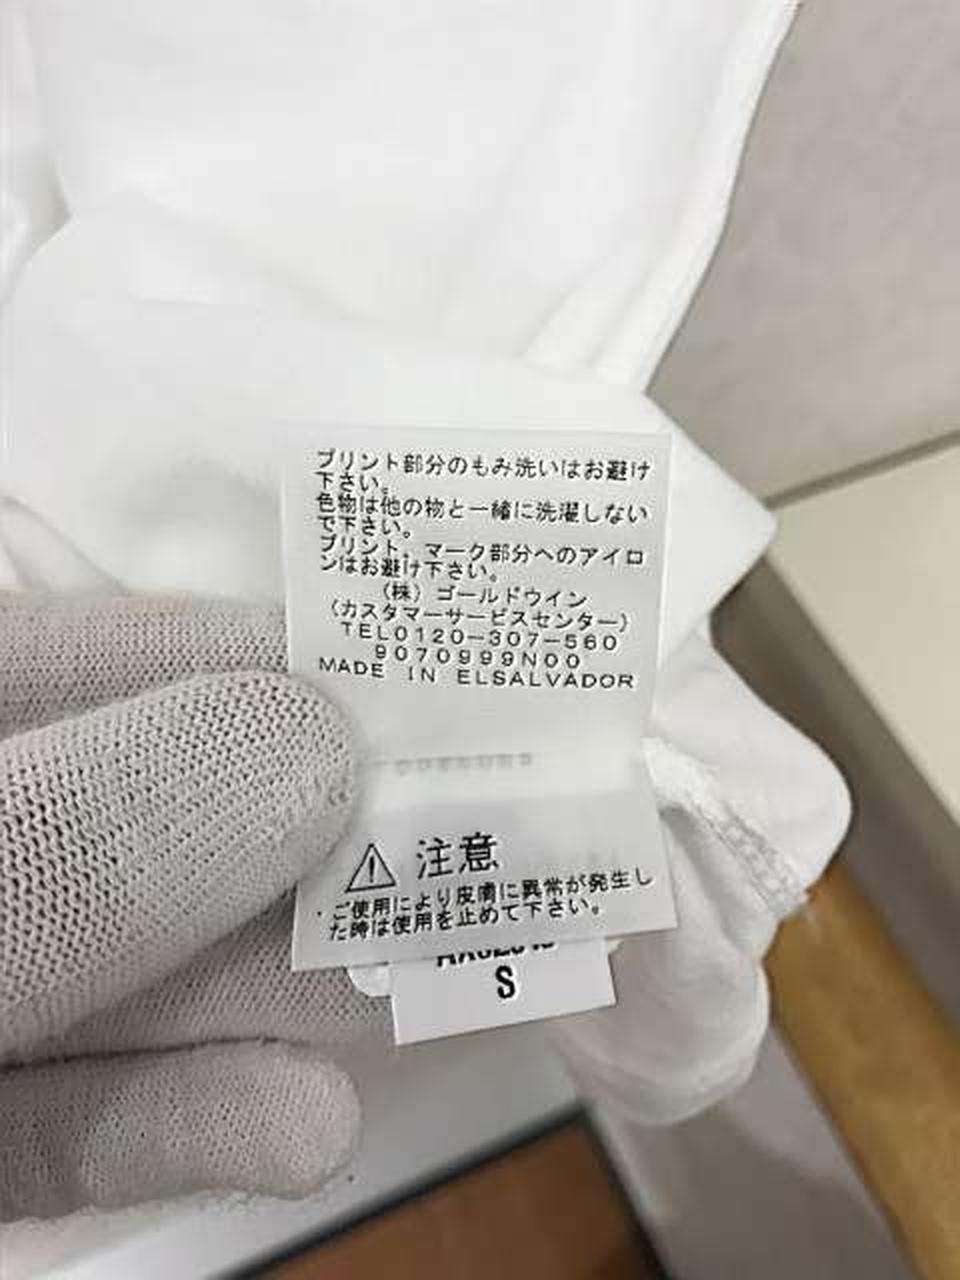 プリント部分のもみ洗いはお避け
下さい。
色物は他の物と一緒に洗濯しない
で下さい。
プリント、マーク部分へのアイロ
ンはお避け下さい。
(株)ゴールドウイン
(カスタマーサービスセンター)
TEL0120-307-560
9070999N00
MADE IN ELSALVADOR
注意
・ご使用により皮膚に異常が発生し
た時は使用を止めて下さい。
S